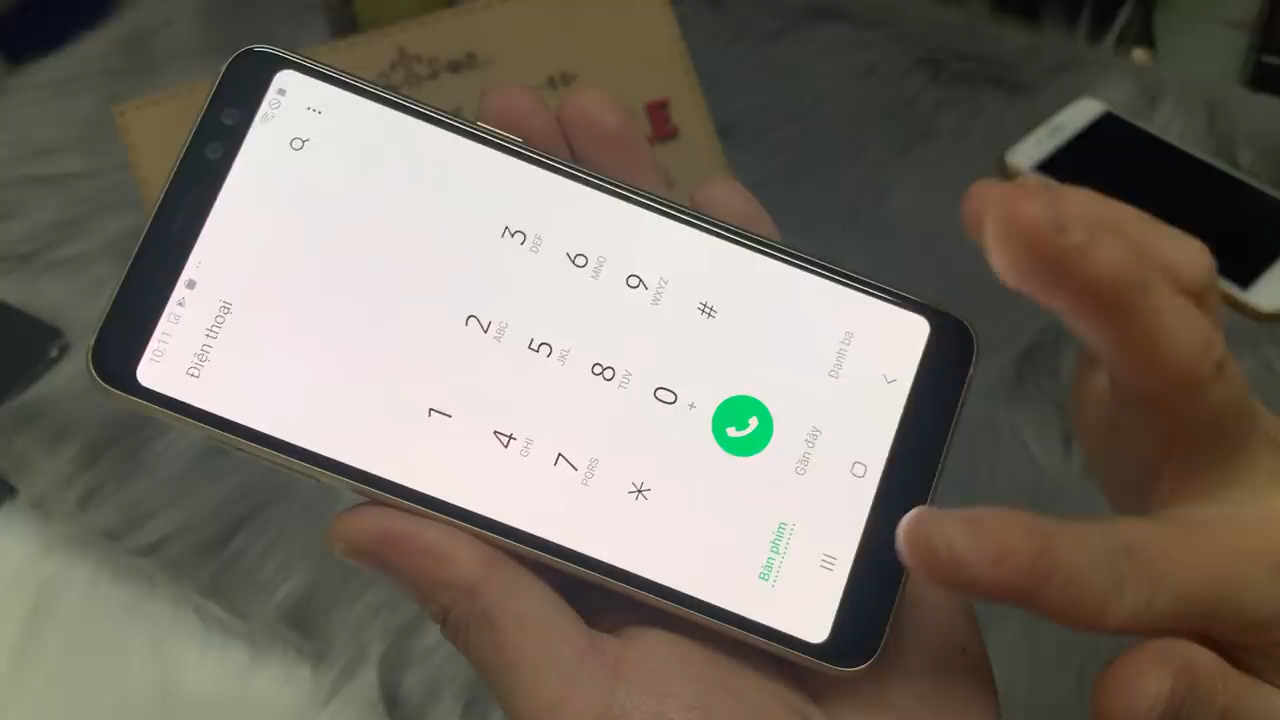 10:11
Điện thoại
1
2 ABC
3 DEF
4 GHI
5 JKL
6 MNO
7 PQRS
8 TUV
9 WXYZ
*
0 +
#
Bàn phím
Gần đây
Danh bạ
E